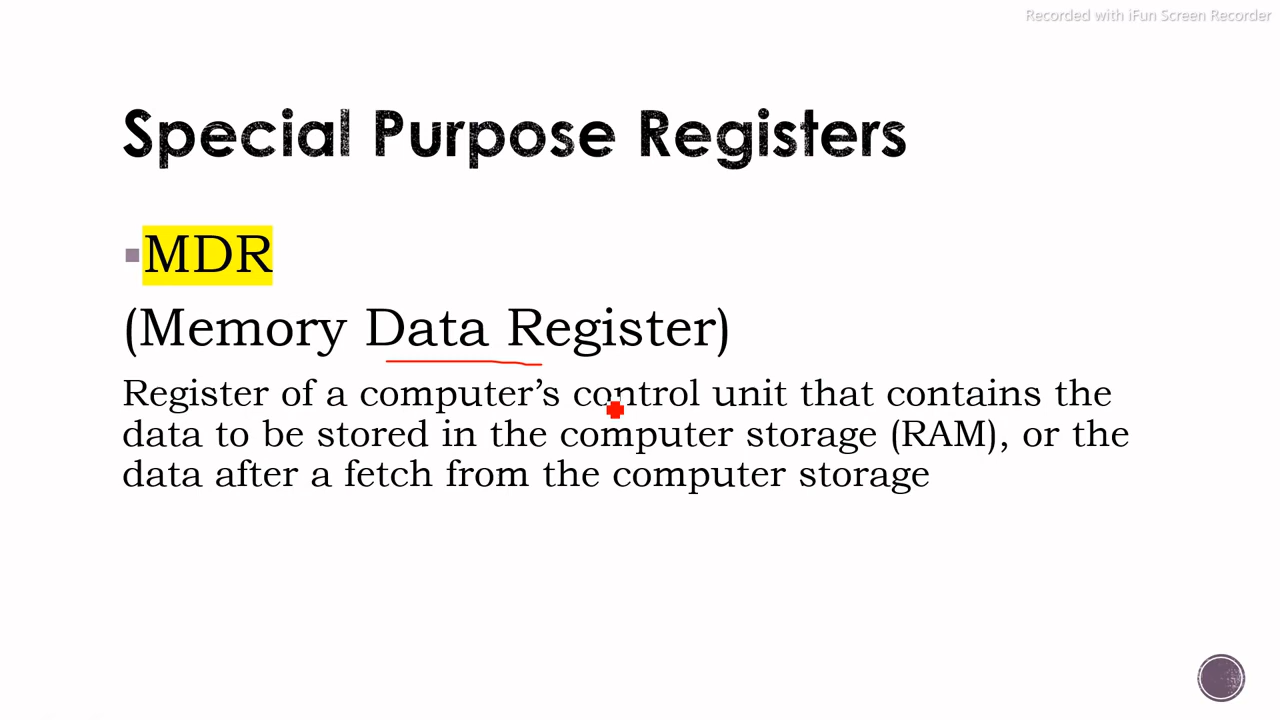 Recorded with iFun Screen Recorder
Special Purpose Registers
MDR
(Memory Data Register)
Register of a computer’s control unit that contains the
data to be stored in the computer storage (RAM), or the
data after a fetch from the computer storage